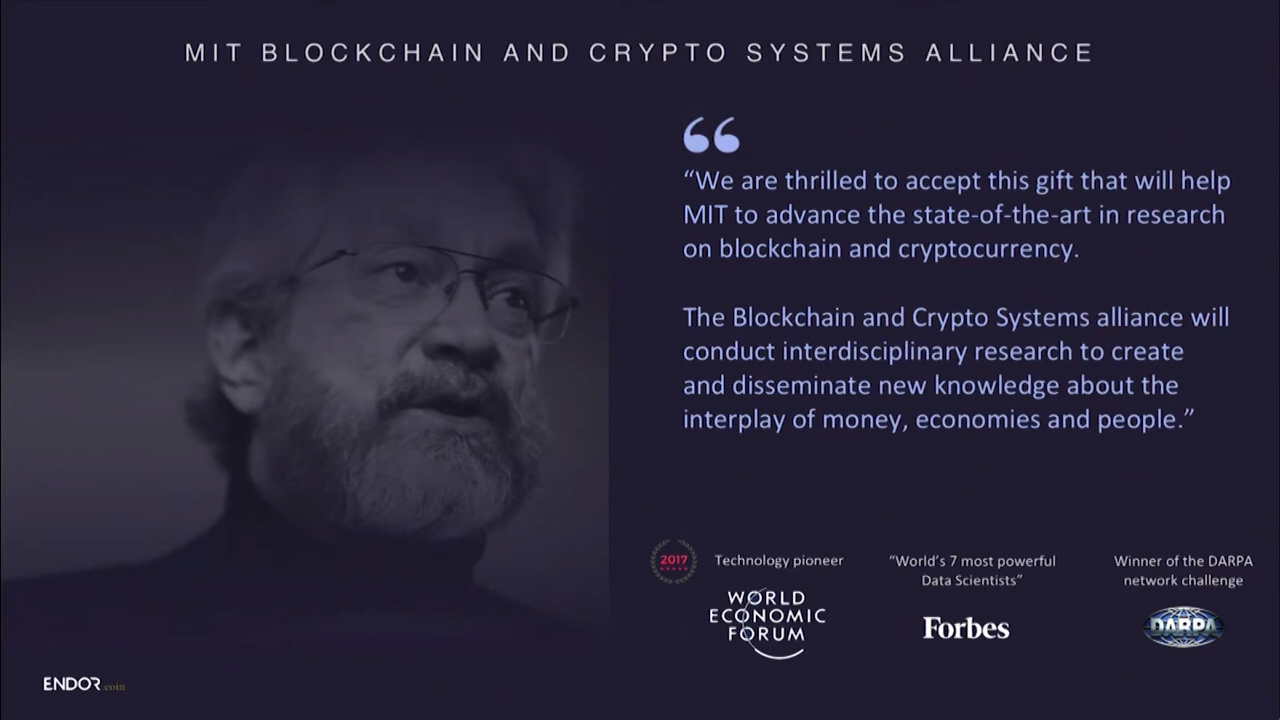 MIT BLOCKCHAIN AND CRYPTO SYSTEMS ALLIANCE
“We are thrilled to accept this gift that will help
MIT to advance the state-of-the-art in research
on blockchain and cryptocurrency.
The Blockchain and Crypto Systems alliance will
conduct interdisciplinary research to create
and disseminate new knowledge about the
interplay of money, economies and people.”
2017
Technology pioneer
WORLD
ECONOMIC
FORUM
“World’s 7 most powerful
Data Scientists”
Forbes
Winner of the DARPA
network challenge
DARPA
ENDOR.coin